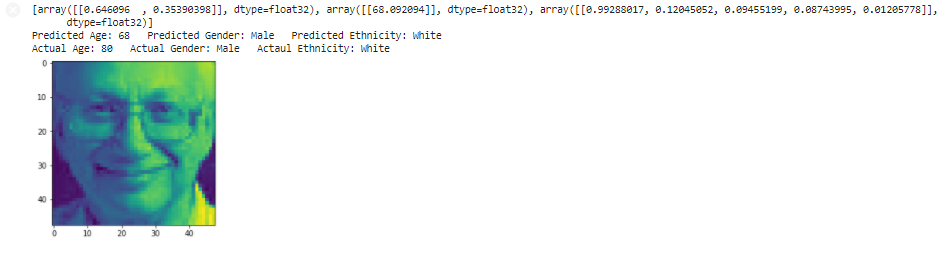 [array([[0.646096  , 0.35390398]], dtype=float32), array([[68.092094]], dtype=float32), array([[0.99288017, 0.12045052, 0.09455199, 0.08743995, 0.01205778]],
dtype=float32)]
Predicted Age: 68   Predicted Gender: Male   Predicted Ethnicity: White
Actual Age: 80   Actual Gender: Male   Actaul Ethnicity: White
0
10
20
30
40
0 10 20 30 40